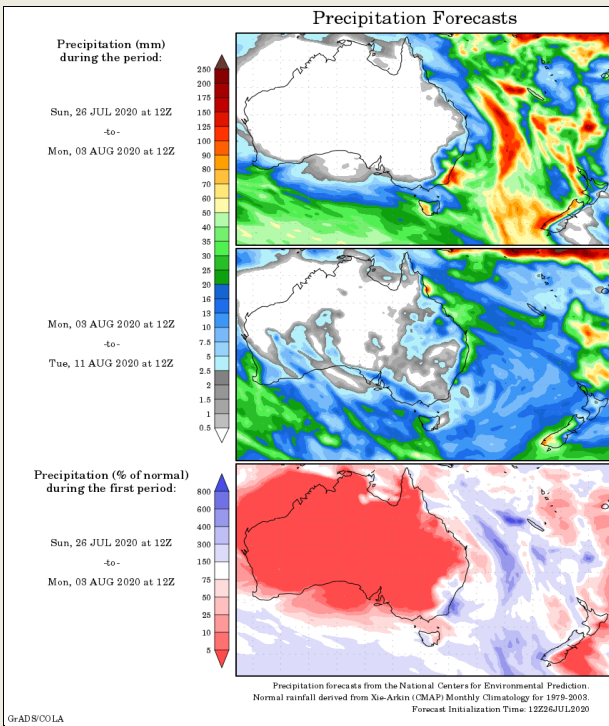 Precipitation Forecasts
Precipitation (mm)
during the period:
Sun, 26 JUL 2020 at 12Z
-to-
Mon, 03 AUG 2020 at 12Z
250
200
175
150
125
100
90
80
70
60
50
40
35
30
25
20
16
13
10
7.5
5
2.5
2
1.5
1
0.5
Mon, 03 AUG 2020 at 12Z
-to-
Tue, 11 AUG 2020 at 12Z
Precipitation (% of normal)
during the first period:
Sun, 26 JUL 2020 at 12Z
-to-
Mon, 03 AUG 2020 at 12Z
800
600
400
300
150
75
50
25
10
5
Precipitation forecasts from the National Centers for Environmental Prediction.
Normal rainfall derived from Xie-Arkin (CMAP) Monthly Climatology for 1979-2003.
Forecast Initialization Time: 12Z26JUL2020
GrADS/COLA